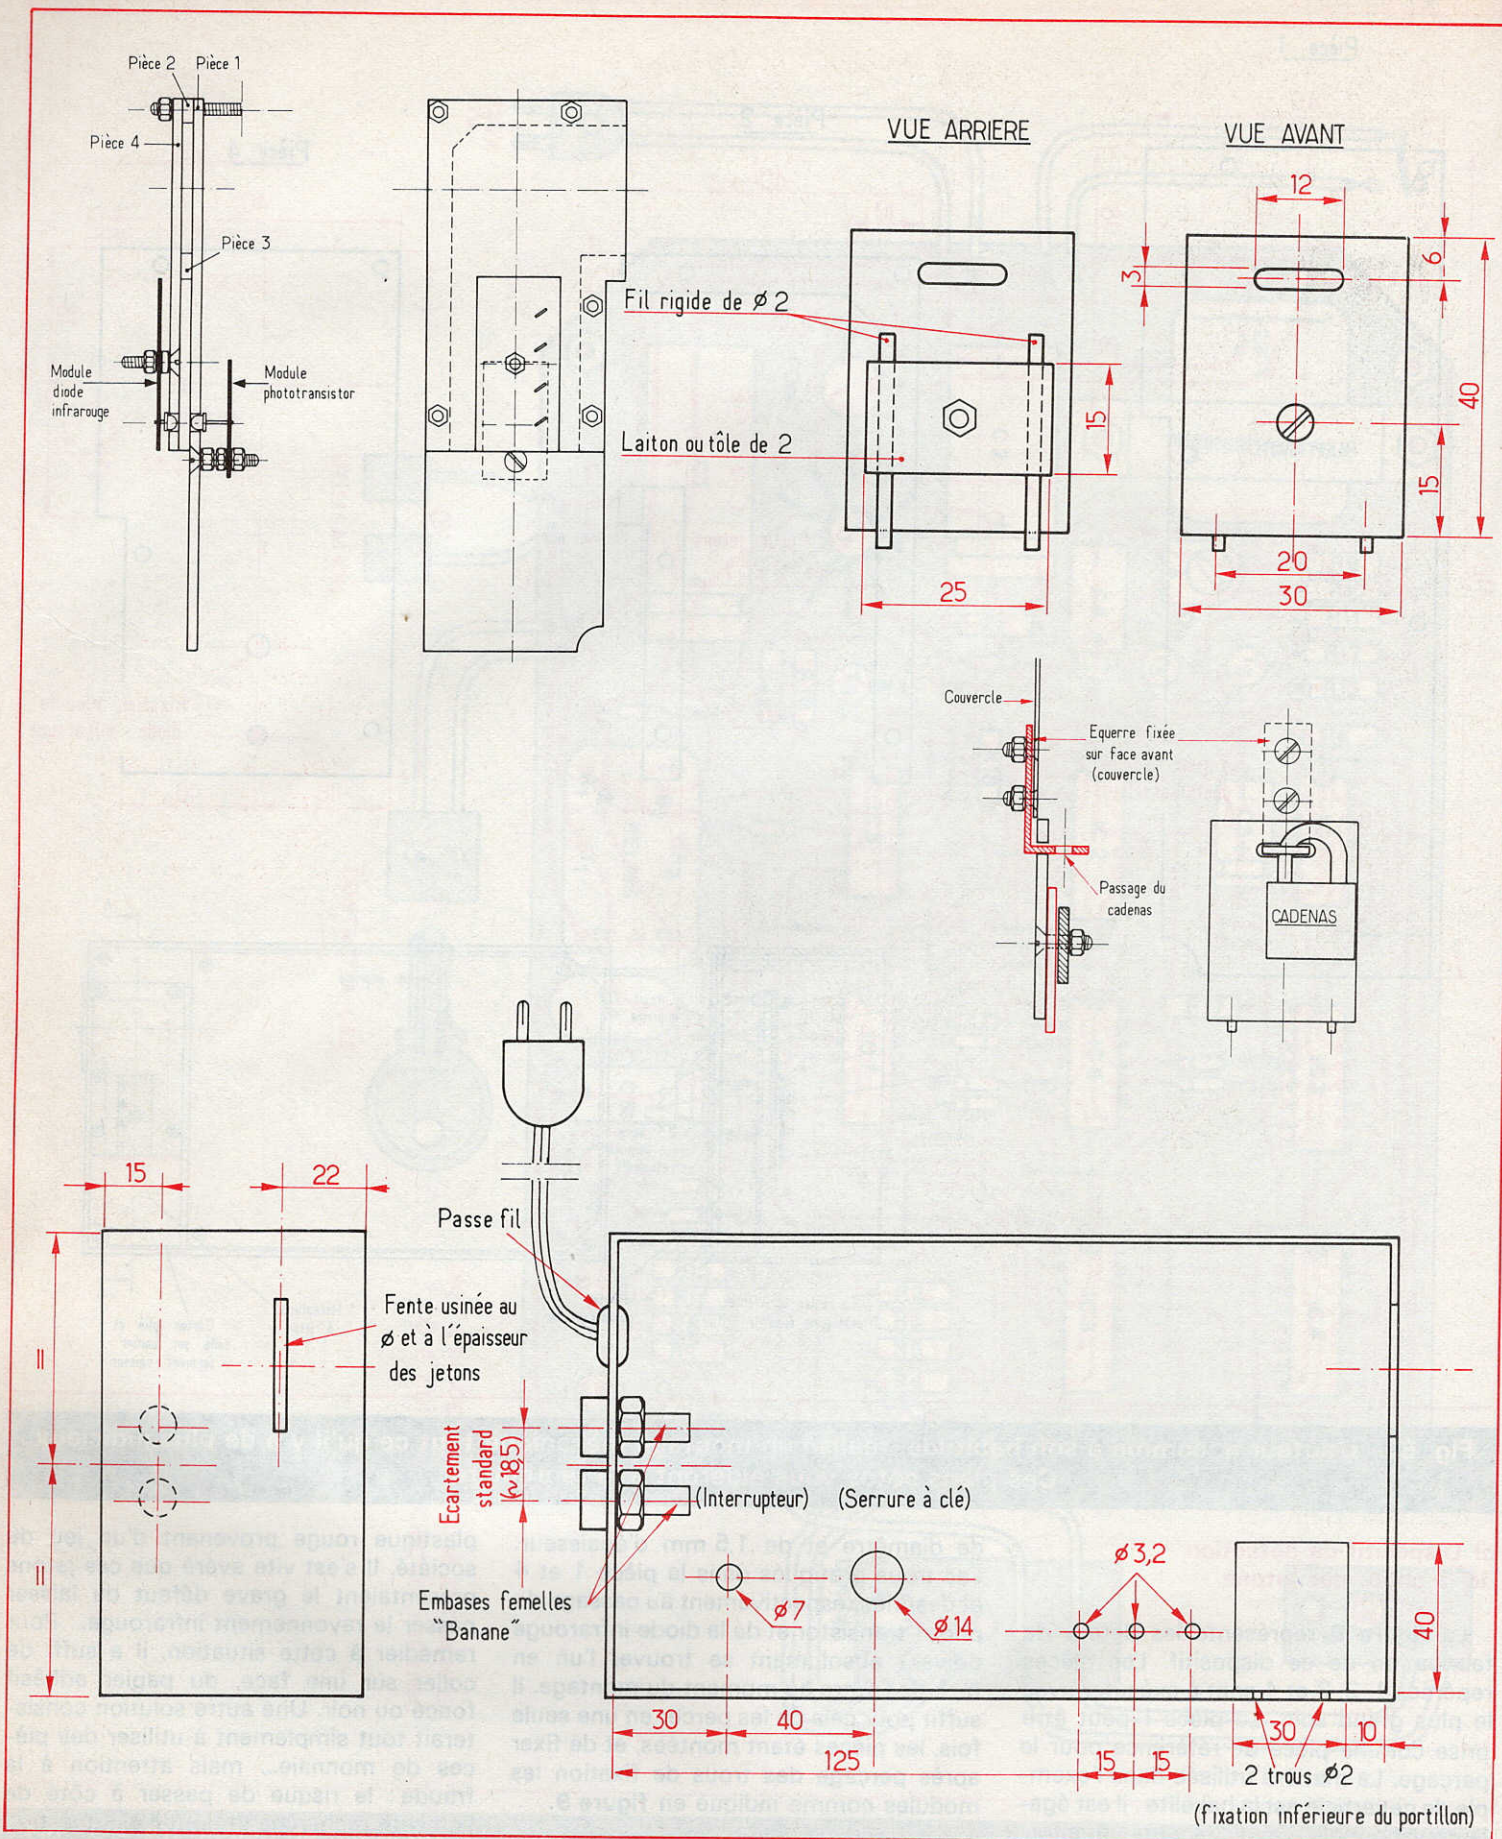 Pièce 2
Pièce 1
Pièce 4
Pièce 3
Module
diode
infrarouge
Module
phototransistor
VUE ARRIERE
VUE AVANT
12
3
6
40
15
20
30
Fil rigide de ø 2
15
Laiton ou tôle de 2
25
Couvercle
Equerre fixée
sur face avant
(couvercle)
Passage du
cadenas
CADENAS
15
22
=
=
Fente usinée au
ø et à l'épaisseur
des jetons
Passe fil
Ecartement
standard
(~18,5)
Embases femelles
"Banane"
(Interrupteur)
(Serrure à clé)
ø7
ø14
ø3,2
40
30
40
125
15
15
30
10
2 trous ø2
(fixation inférieure du portillon)